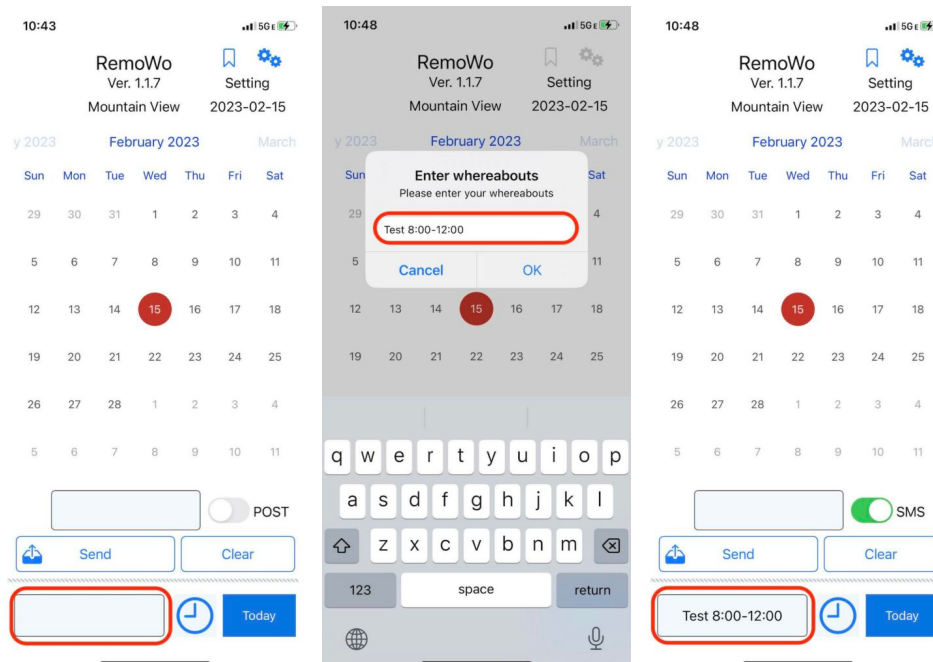 10:43
5G E
RemoWo
Ver. 1.1.7
Setting
Mountain View
2023-02-15
y 2023
February 2023
March
Sun Mon Tue Wed Thu Fri Sat
29 30 31 1 2 3 4
5 6 7 8 9 10 11
12 13 14 15 16 17 18
19 20 21 22 23 24 25
26 27 28 1 2 3 4
5 6 7 8 9 10 11
POST
Send
Clear
Today
10:48
5G E
RemoWo
Ver. 1.1.7
Setting
Mountain View
2023-02-15
y 2023
February 2023
March
Sun
Sat
Enter whereabouts
Please enter your whereabouts
29
4
Test 8:00-12:00
5
11
Cancel
OK
12 13 14 15 16 17 18
19 20 21 22 23 24 25
q w e r t y u i o p
a s d f g h j k l
z x c v b n m
123
space
return
10:48
5G E
RemoWo
Ver. 1.1.7
Setting
Mountain View
2023-02-15
y 2023
February 2023
Marc
Sun Mon Tue Wed Thu Fri Sat
29 30 31 1 2 3 4
5 6 7 8 9 10 11
12 13 14 15 16 17 18
19 20 21 22 23 24 25
26 27 28 1 2 3 4
5 6 7 8 9 10 11
SMS
Send
Clear
Test 8:00-12:00
Today